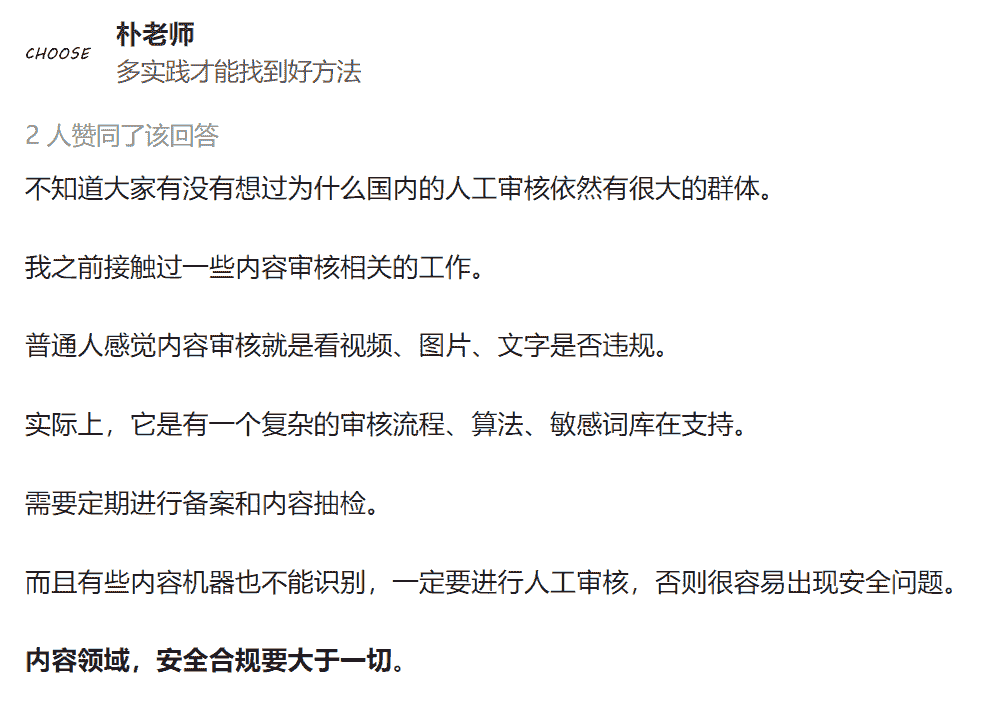 CHOOSE
朴老师
多实践才能找到好方法
2 人赞同了该回答
不知道大家有没有想过为什么国内的人工审核依然有很大的群体。
我之前接触过一些内容审核相关的工作。
普通人感觉内容审核就是看视频、图片、文字是否违规。
实际上，它是有一个复杂的审核流程、算法、敏感词库在支持。
需要定期进行备案和内容抽检。
而且有些内容机器也不能识别，一定要进行人工审核，否则很容易出现安全问题。
内容领域，安全合规要大于一切。